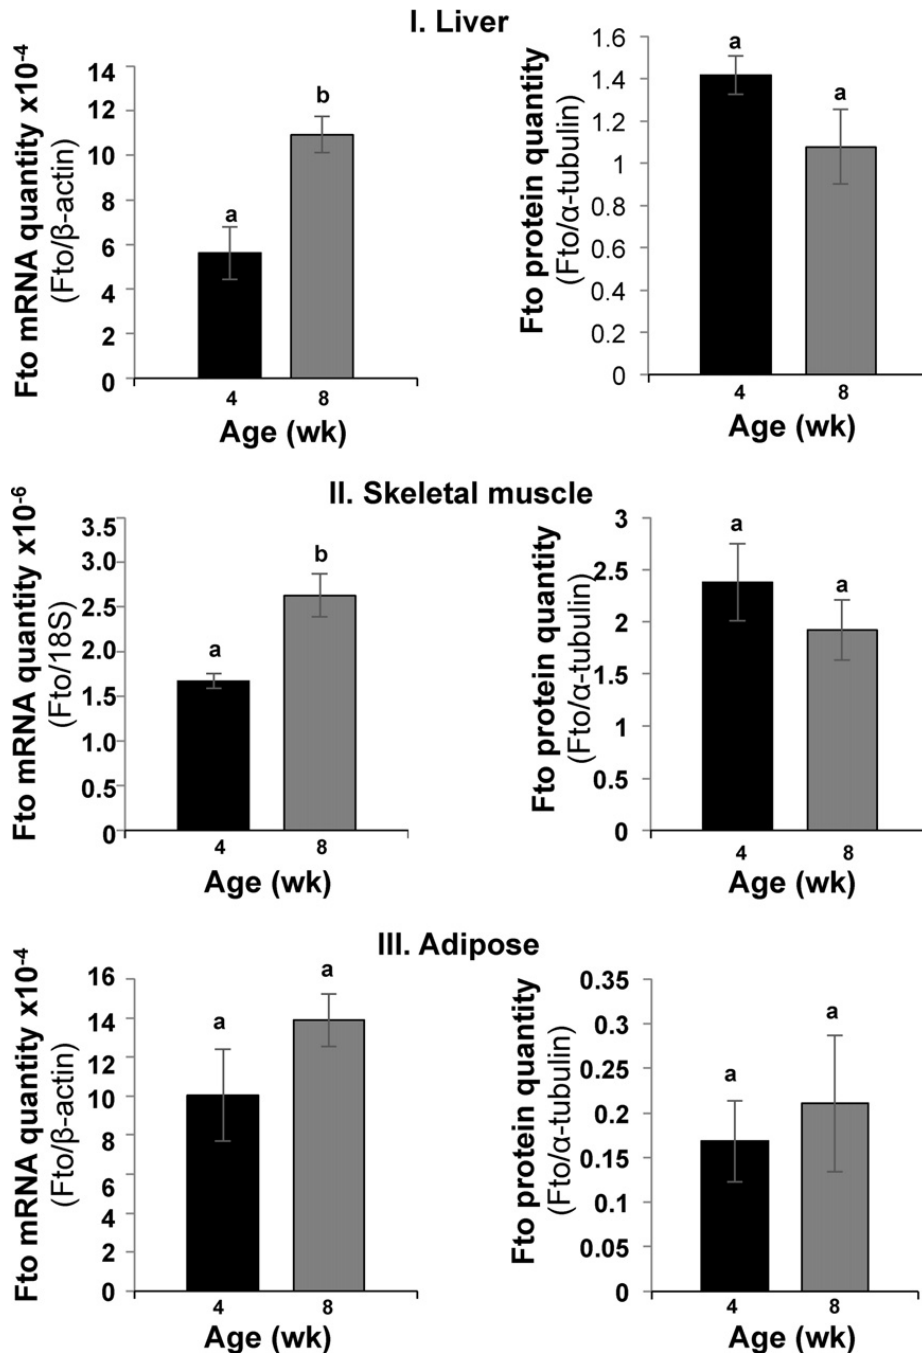 I. Liver
Fto mRNA quantity x10-4
(Fto/β-actin)
14
12
10
8
6
4
2
0
a
b
4
8
Age (wk)
Fto protein quantity
(Fto/α-tubulin)
1.6
1.4
1.2
1
0.8
0.6
0.4
0.2
0
a
a
4
8
Age (wk)
II. Skeletal muscle
Fto mRNA quantity x10-6
(Fto/18S)
3.5
3.0
2.5
2.0
1.5
1.0
0.5
0
a
b
4
8
Age (wk)
Fto protein quantity
(Fto/α-tubulin)
3
2.5
2
1.5
1
0.5
0
a
a
4
8
Age (wk)
III. Adipose
Fto mRNA quantity x10-4
(Fto/β-actin)
16
14
12
10
8
6
4
2
0
a
a
4
8
Age (wk)
Fto protein quantity
(Fto/α-tubulin)
0.35
0.3
0.25
0.2
0.15
0.1
0.05
0
a
a
4
8
Age (wk)